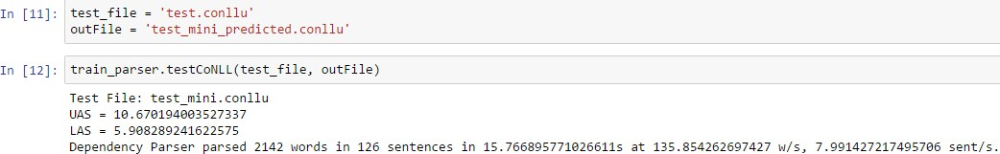 In [11]: test_file = 'test.conllu'
outFile = 'test_mini_predicted.conllu'
In [12]: train_parser.testCoNLL(test_file, outFile)
Test File: test_mini.conllu
UAS = 10.670194003527337
LAS = 5.908289241622575
Dependency Parser parsed 2142 words in 126 sentences in 15.766895771026611s at 135.854262697427 w/s, 7.991427217495706 sent/s.